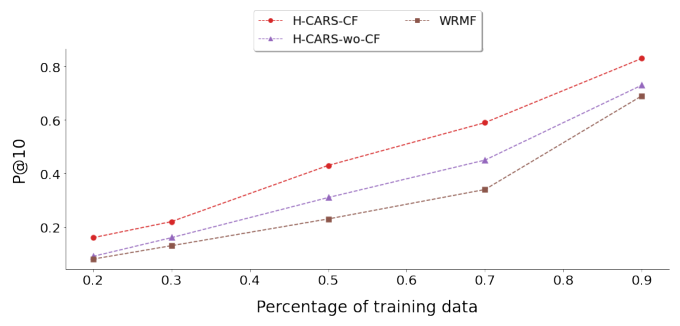 H-CARS-CF
H-CARS-wo-CF
WRMF
P@10
0.8
0.6
0.4
0.2
0.2 0.3 0.4 0.5 0.6 0.7 0.8 0.9
Percentage of training data